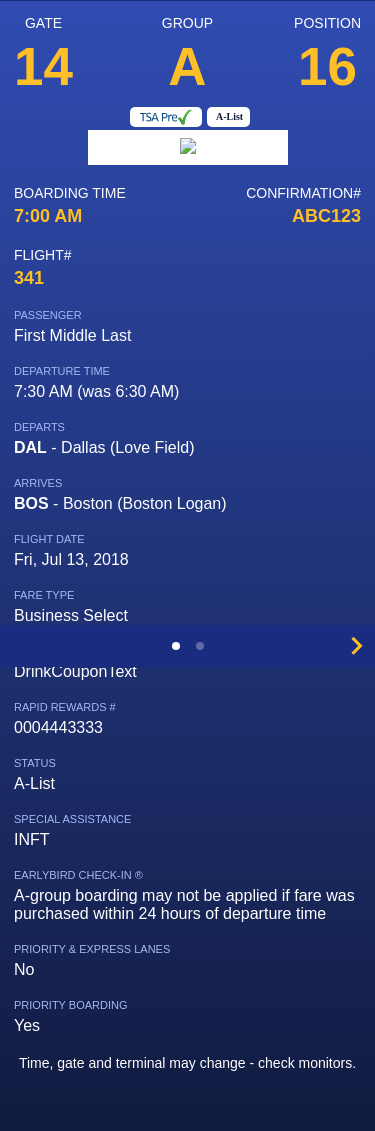 GATE GROUP POSITION
14 A 16
TSA Pre A-List
BOARDING TIME CONFIRMATION#
7:00 AM ABC123
FLIGHT#
341
PASSENGER
First Middle Last
DEPARTURE TIME
7:30 AM (was 6:30 AM)
DEPARTS
DAL - Dallas (Love Field)
ARRIVES
BOS - Boston (Boston Logan)
FLIGHT DATE
Fri, Jul 13, 2018
FARE TYPE
Business Select
DrinkCouponText
RAPID REWARDS #
0004443333
STATUS
A-List
SPECIAL ASSISTANCE
INFT
EARLYBIRD CHECK-IN ®
A-group boarding may not be applied if fare was
purchased within 24 hours of departure time
PRIORITY & EXPRESS LANES
No
PRIORITY BOARDING
Yes
Time, gate and terminal may change - check monitors.